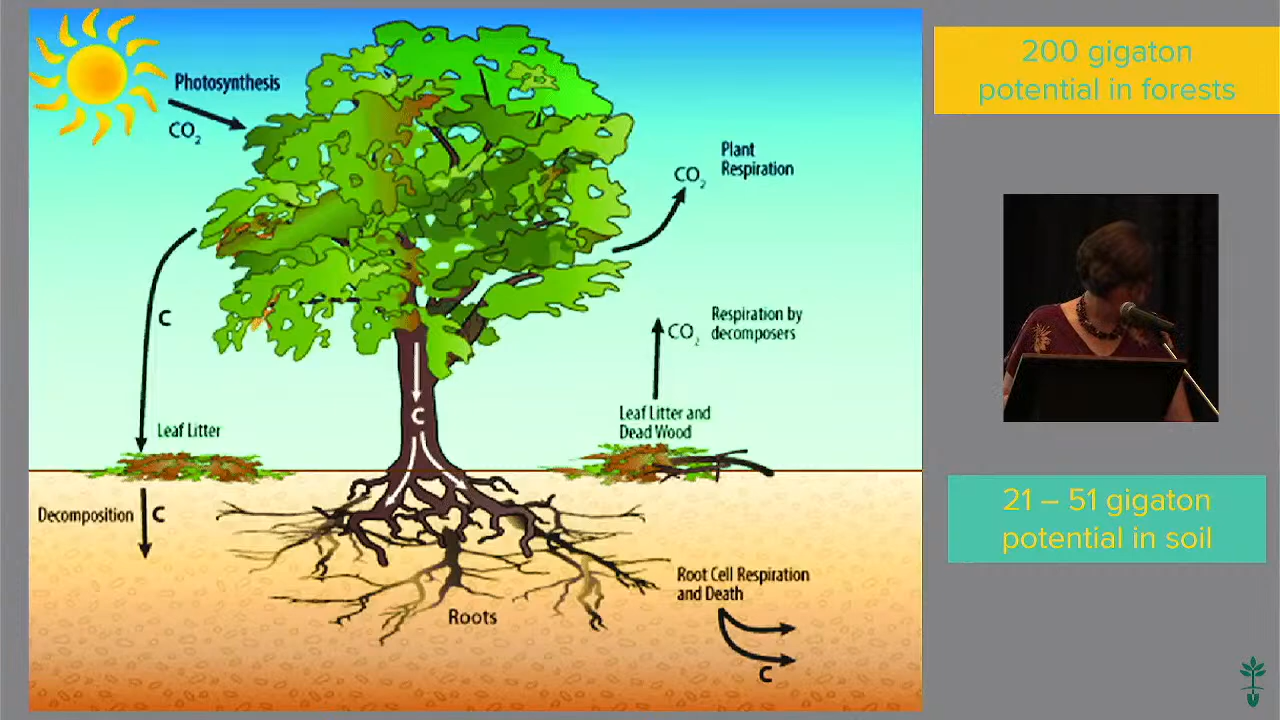 Photosynthesis
CO2
Plant
Respiration
CO2
C
Respiration by
decomposers
CO2
C
Leaf Litter
Leaf Litter and
Dead Wood
Decomposition
C
Roots
Root Cell Respiration
and Death
C
200 gigaton
potential in forests
21 – 51 gigaton
potential in soil